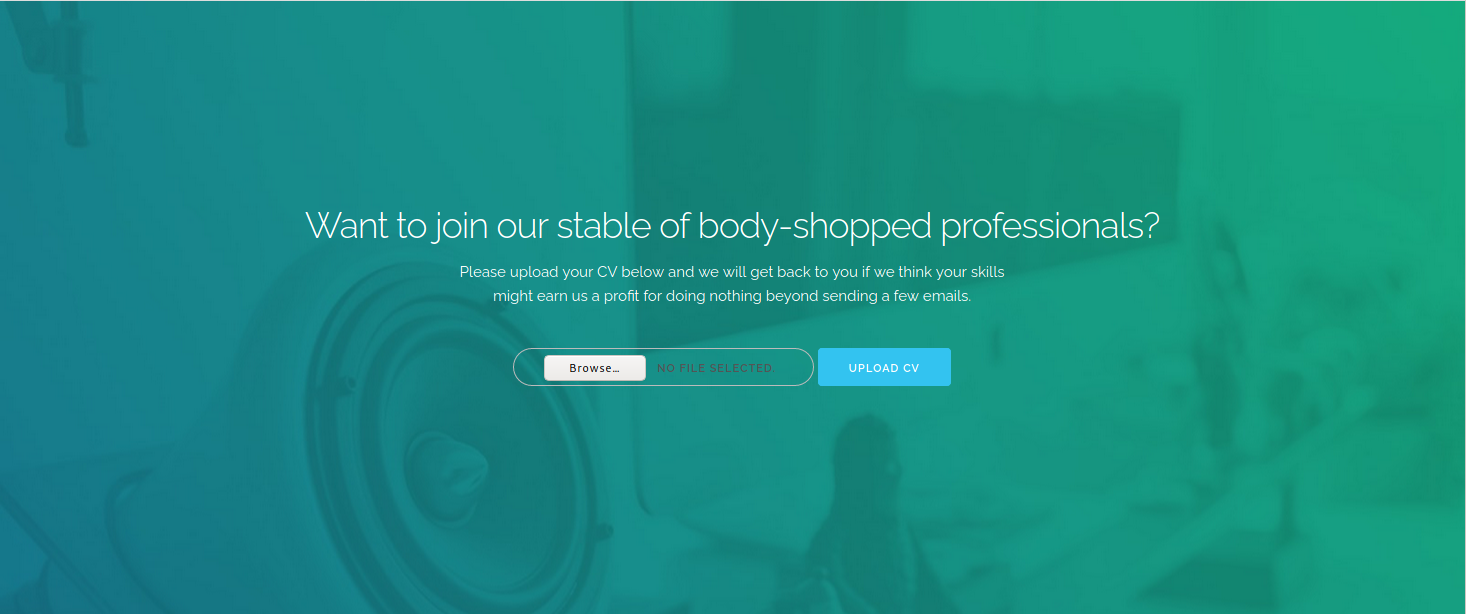 Want to join our stable of body-shopped professionals?
Please upload your CV below and we will get back to you if we think your skills
might earn us a profit for doing nothing beyond sending a few emails.
Browse… NO FILE SELECTED. UPLOAD CV